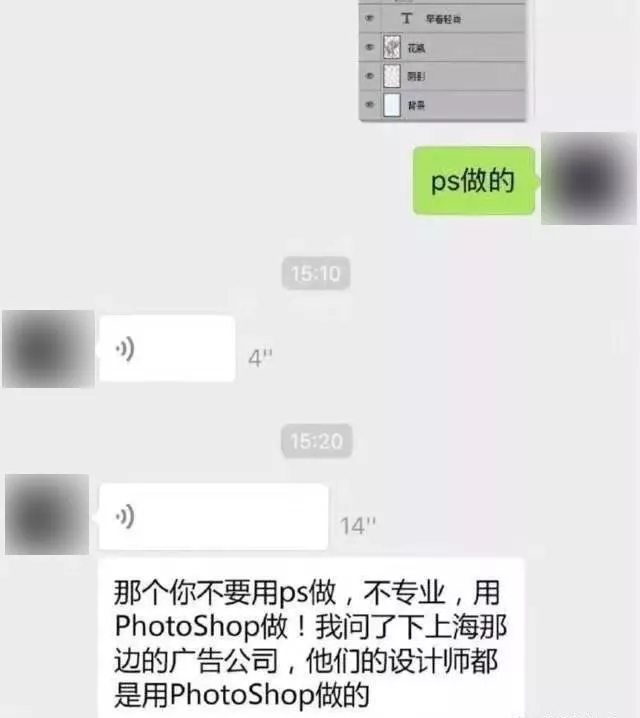 早春轻尚
花瓶
阴影
背景
ps做的
15:10
4"
15:20
14"
那个你不要用ps做，不专业，用
PhotoShop做！我问了下上海那
边的广告公司，他们的设计师都
是用PhotoShop做的